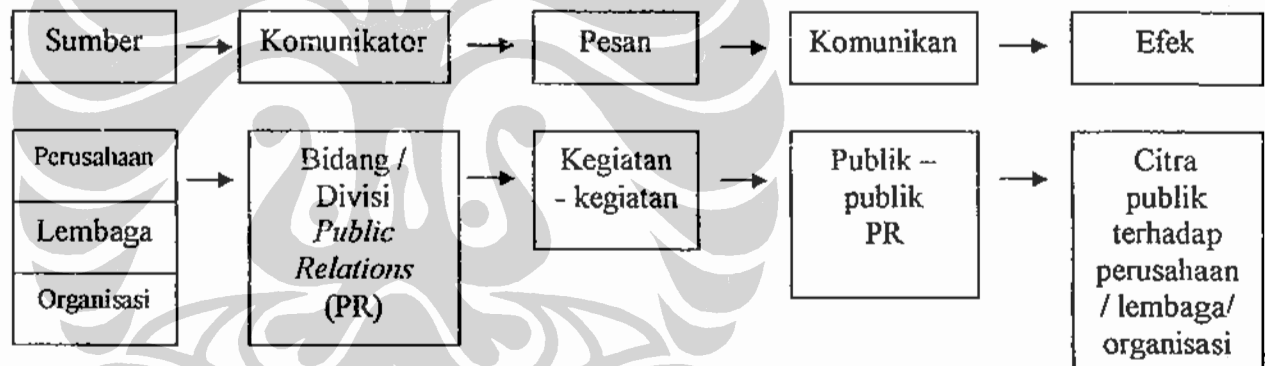 Sumber
Komunikator
Pesan
Komunikan
Efek
Perusahaan
Lembaga
Organisasi
Bidang /
Divisi
Public
Relations
(PR)
Kegiatan
- kegiatan
Publik –
publik
PR
Citra
publik
terhadap
perusahaan
/ lembaga/
organisasi